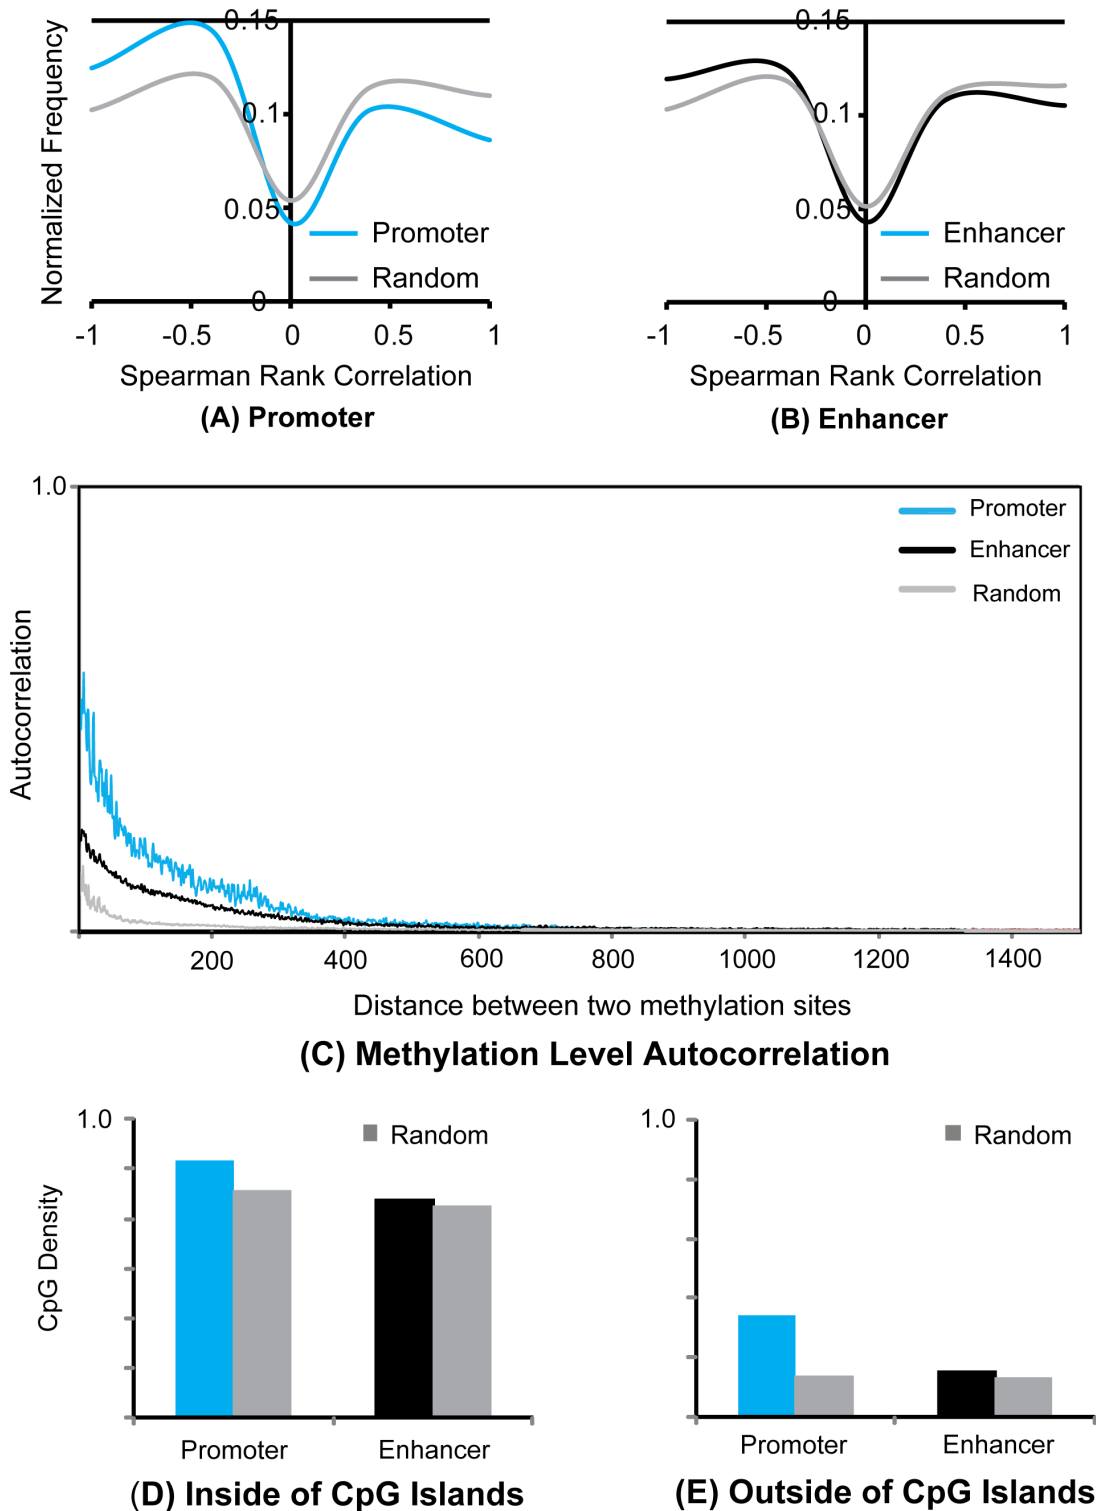 0.15
0.1
0.05
0
Normalized Frequency
Promoter
Random
-1 -0.5 0 0.5 1
Spearman Rank Correlation
(A) Promoter
0.15
0.1
0.05
0
Enhancer
Random
-1 -0.5 0 0.5 1
Spearman Rank Correlation
(B) Enhancer
1.0
Autocorrelation
Promoter
Enhancer
Random
200 400 600 800 1000 1200 1400
Distance between two methylation sites
(C) Methylation Level Autocorrelation
1.0
CpG Density
Random
Promoter Enhancer
(D) Inside of CpG Islands
1.0
Random
Promoter Enhancer
(E) Outside of CpG Islands